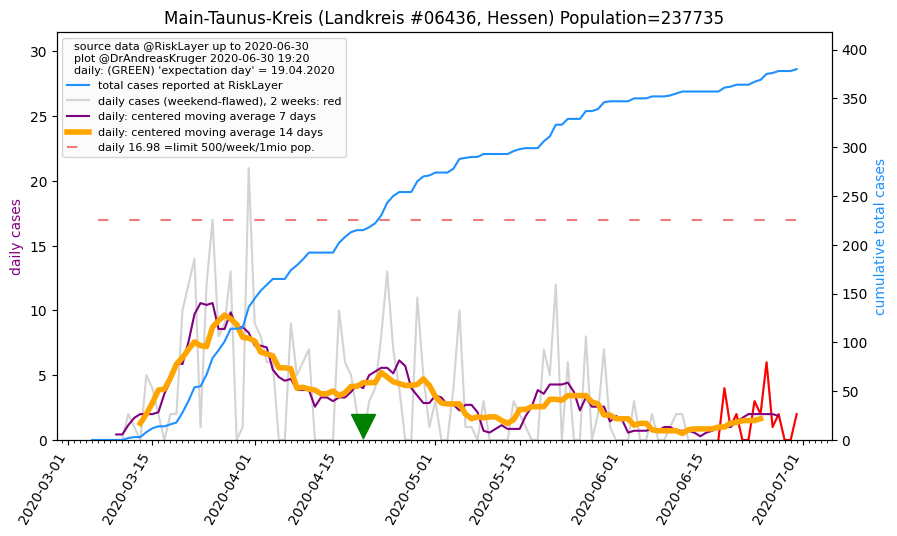 Main-Taunus-Kreis (Landkreis #06436, Hessen) Population=237735
source data @RiskLayer up to 2020-06-30
plot @DrAndreasKruger 2020-06-30 19:20
daily: (GREEN) 'expectation day' = 19.04.2020
total cases reported at RiskLayer
daily cases (weekend-flawed), 2 weeks: red
daily: centered moving average 7 days
daily: centered moving average 14 days
daily 16.98 =limit 500/week/1mio pop.
daily cases
30
25
20
15
10
5
0
cumulative total cases
400
350
300
250
200
150
100
50
0
2020-03-01
2020-03-15
2020-04-01
2020-04-15
2020-05-01
2020-05-15
2020-06-01
2020-06-15
2020-07-01